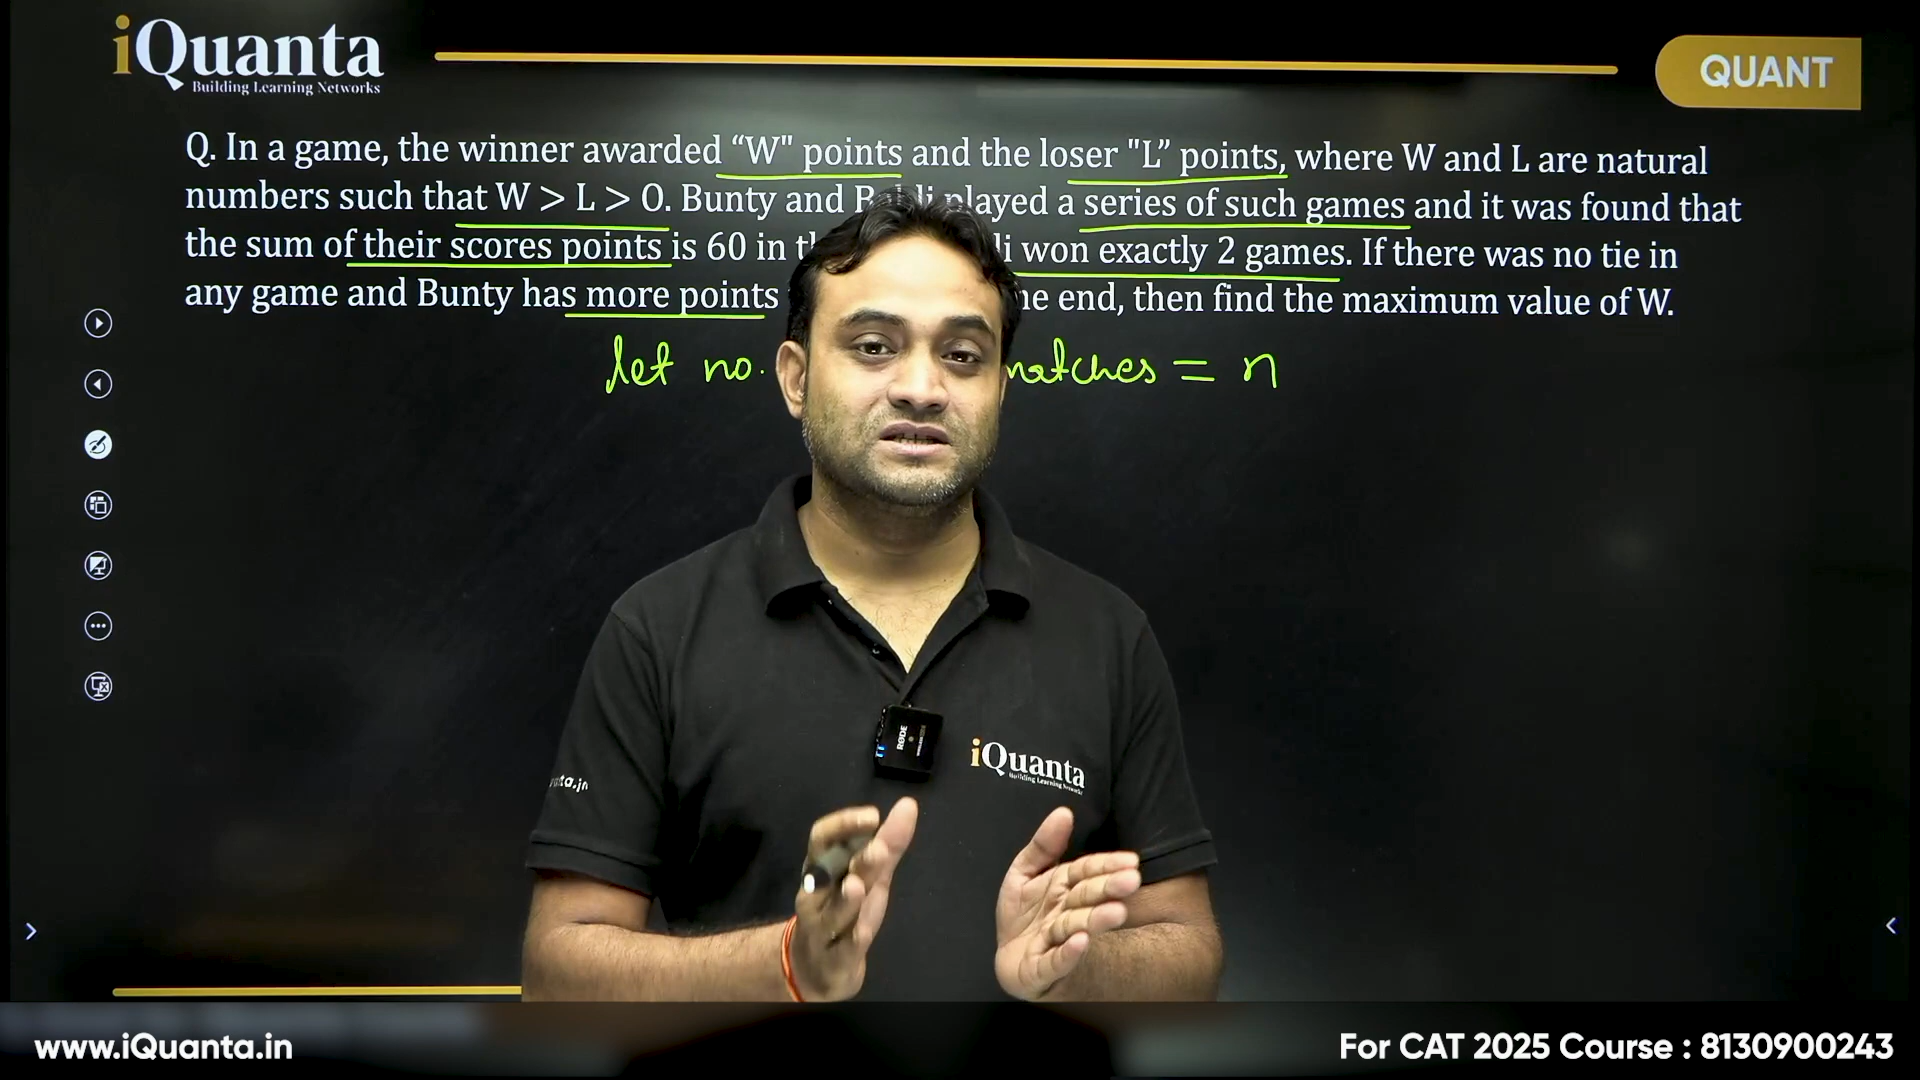 iQuanta
Building Learning Networks
QUANT
Q. In a game, the winner awarded “W" points and the loser "L” points, where W and L are natural
numbers such that W > L > O. Bunty and played a series of such games and it was found that
the sum of their scores points is 60 in won exactly 2 games. If there was no tie in
any game and Bunty has more points end, then find the maximum value of W.
let no. matches = n
RØDE
iQuanta
Building Learning Networks
www.iQuanta.in
For CAT 2025 Course : 8130900243